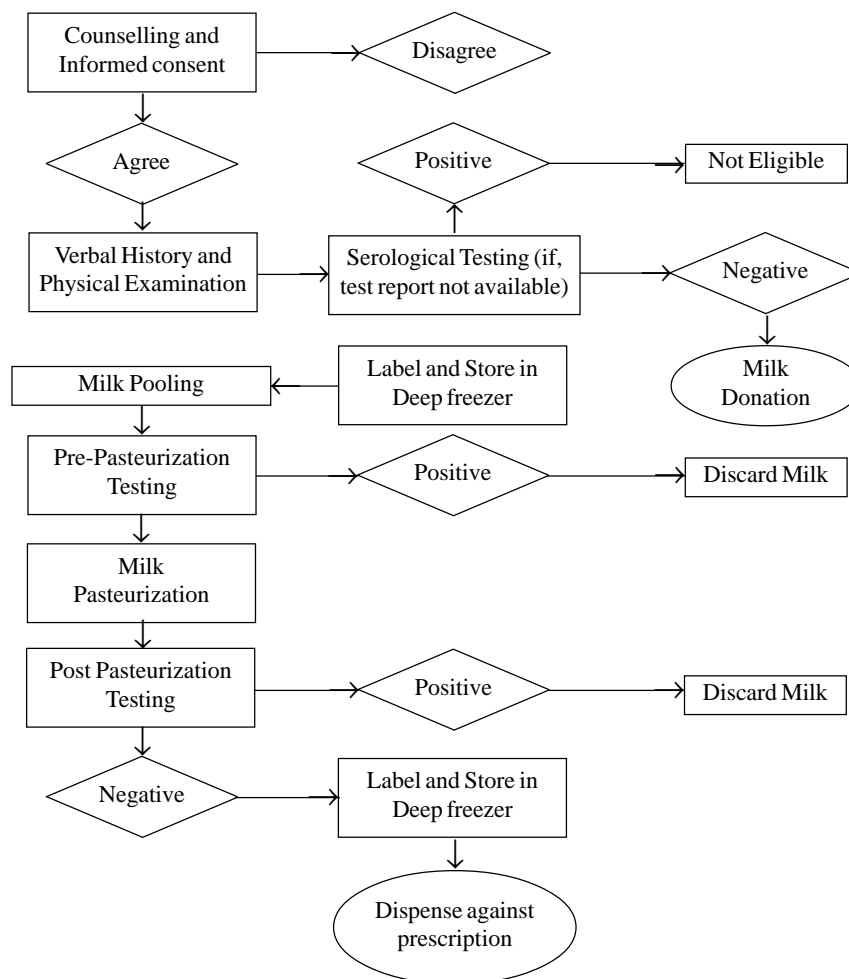 Counselling and
Informed consent
Disagree
Agree
Positive
Not Eligible
Verbal History and
Physical Examination
Serological Testing (if,
test report not available)
Negative
Milk
Donation
Label and Store in
Deep freezer
Milk Pooling
Pre-Pasteurization
Testing
Positive
Discard Milk
Milk
Pasteurization
Post Pasteurization
Testing
Positive
Discard Milk
Negative
Label and Store in
Deep freezer
Dispense against
prescription